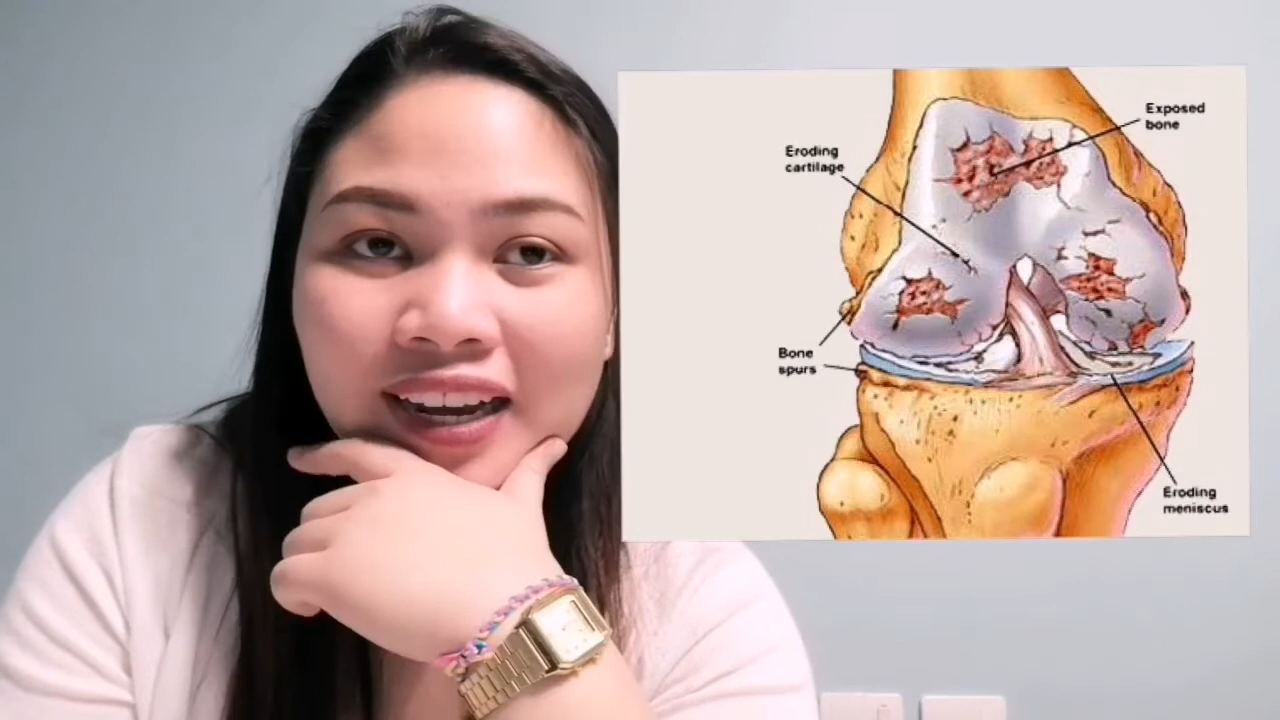 Exposed
bone
Eroding
cartilage
Bone
spurs
Eroding
meniscus